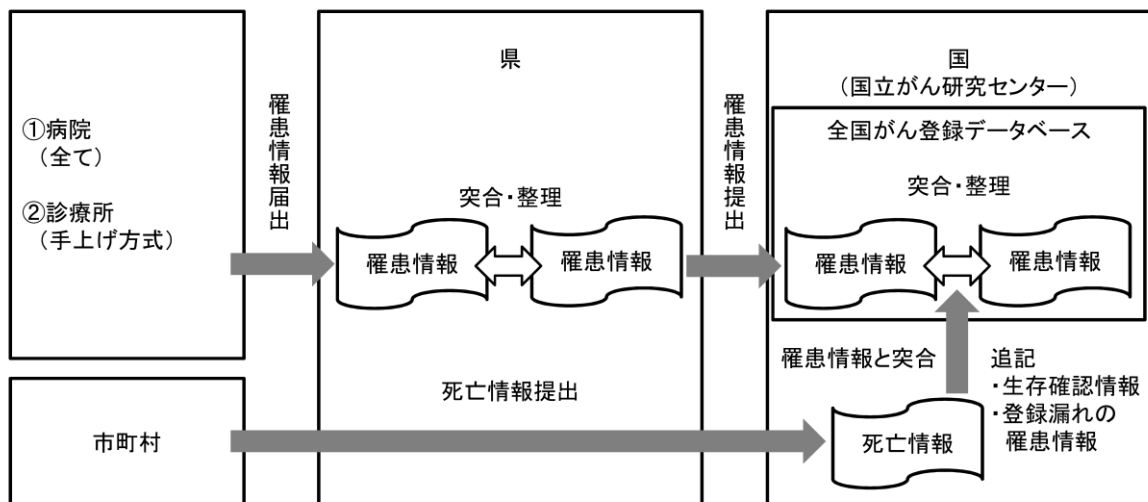 ①病院
（全て）
②診療所
（手上げ方式）
罹患情報届出
県
突合・整理
罹患情報
罹患情報
罹患情報提出
国
（国立がん研究センター）
全国がん登録データベース
突合・整理
罹患情報
罹患情報
罹患情報と突合
追記
・生存確認情報
・登録漏れの
罹患情報
市町村
死亡情報提出
死亡情報